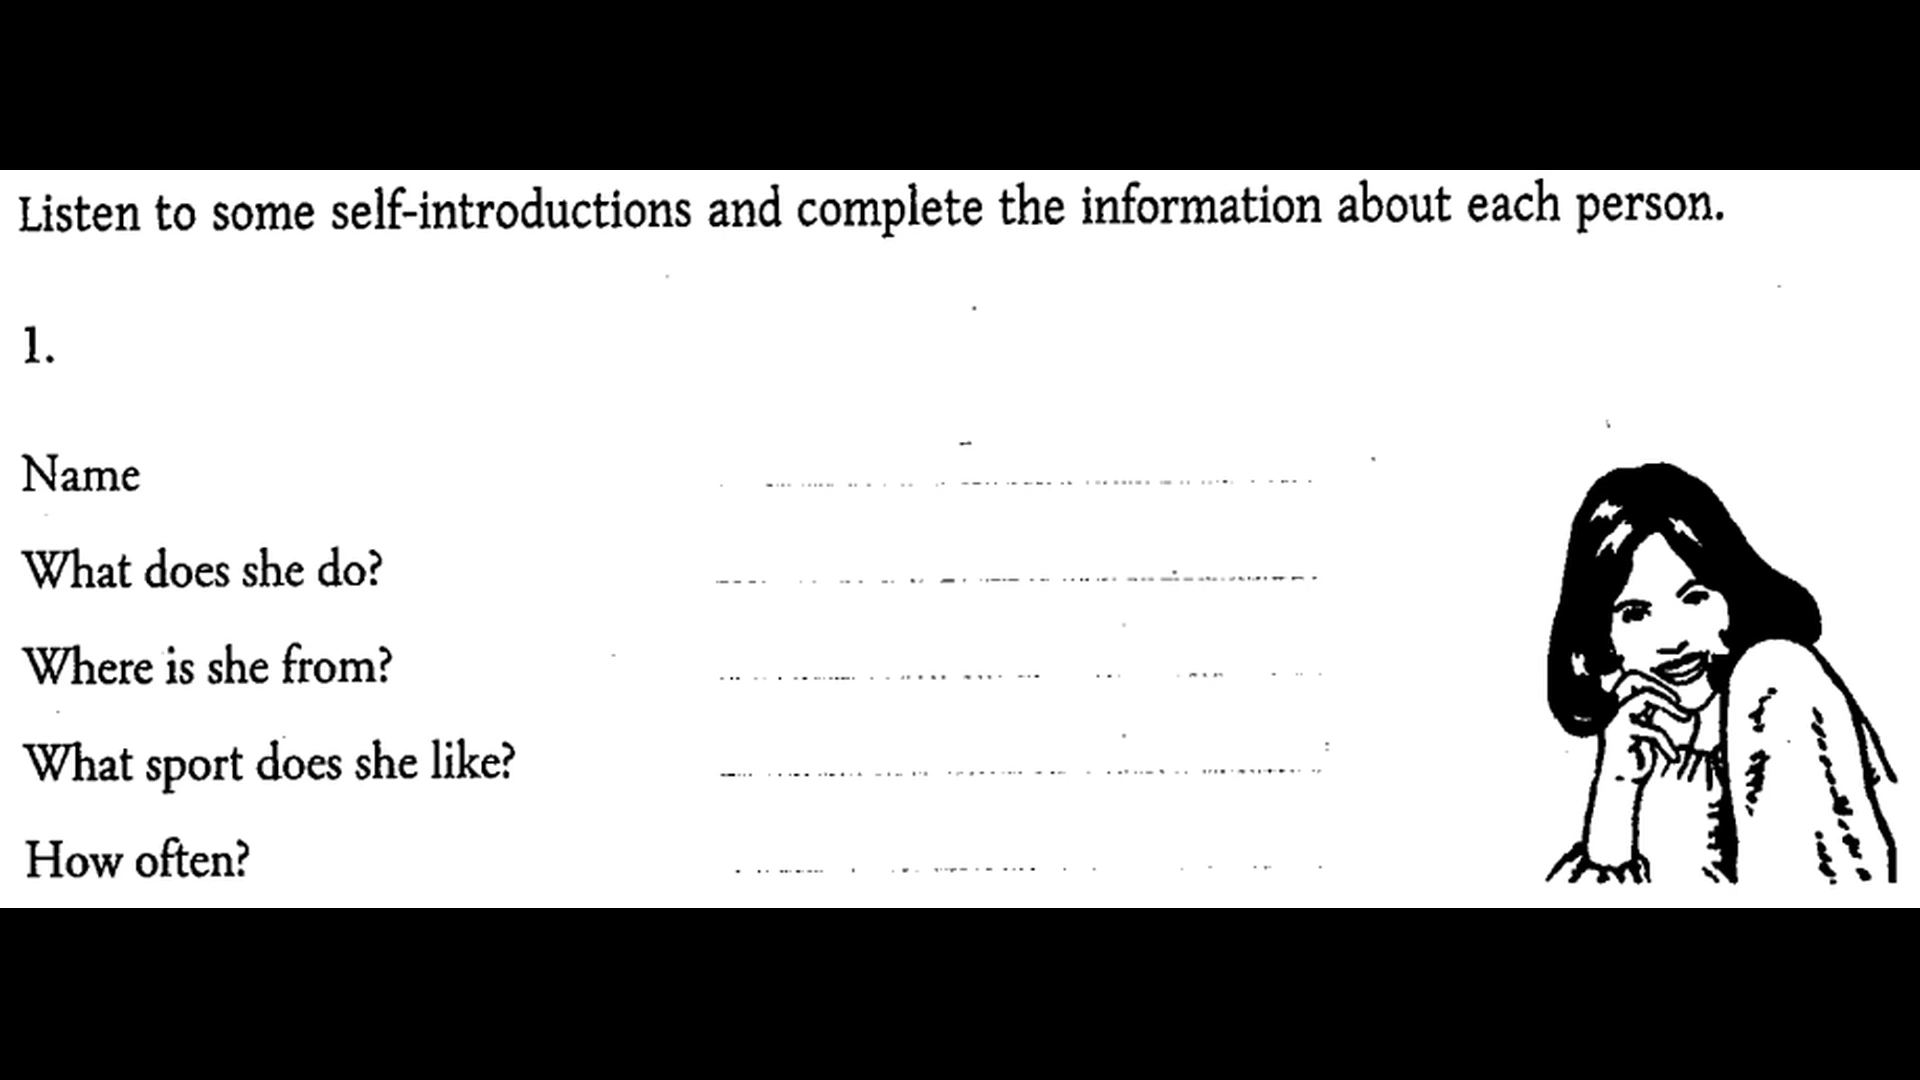 Listen to some self-introductions and complete the information about each person.
1.
Name
What does she do?
Where is she from?
What sport does she like?
How often?